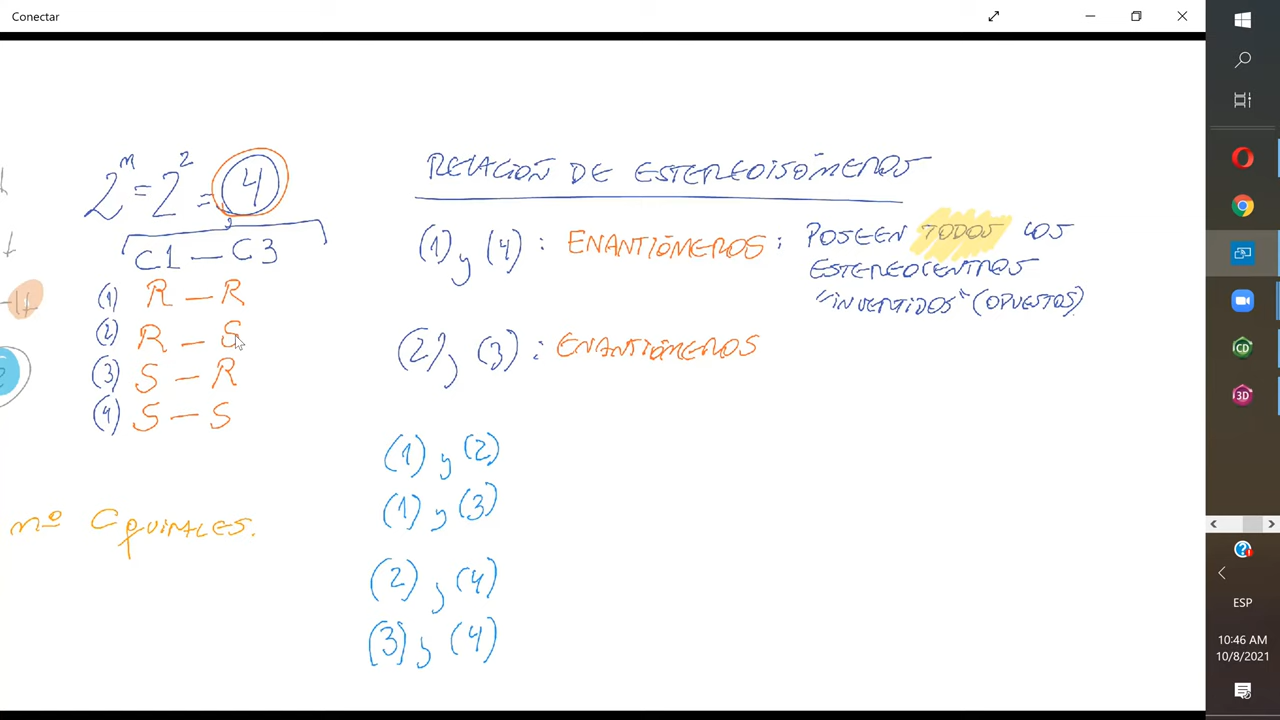 Conectar
2^n = 2^2 = 4
C1 — C3
(1) R — R
(2) R — S
(3) S — R
(4) S — S
nº C quirales.
RELACIÓN DE ESTEREOISÓMEROS
(1) y (4) : ENANTIÓMEROS : POSEEN TODOS LOS
ESTEREOCENTROS
"INVERTIDOS" (OPUESTOS).
(2) y (3) : ENANTIÓMEROS
(1) y (2)
(1) y (3)
(2) y (4)
(3) y (4)
CD
3D
ESP
10:46 AM
10/8/2021